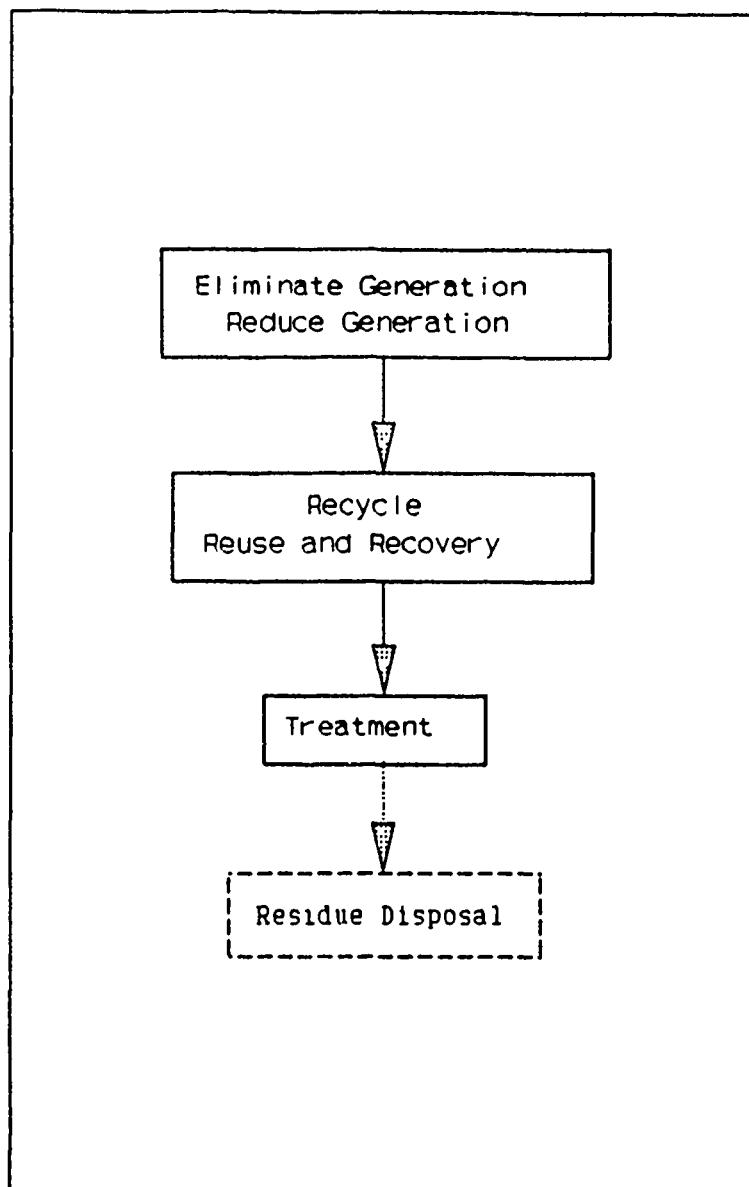 Eliminate Generation
Reduce Generation
Recycle
Reuse and Recovery
Treatment
Residue Disposal